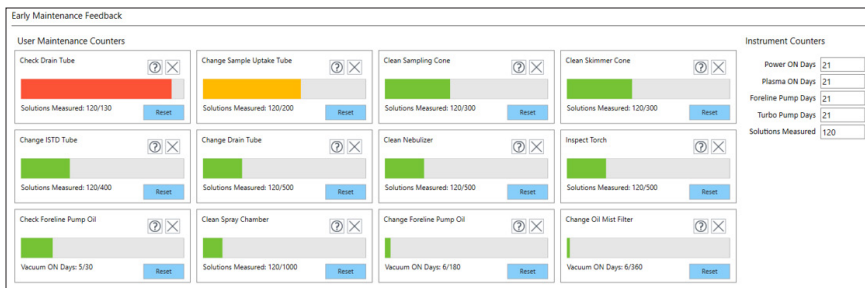 Early Maintenance Feedback
User Maintenance Counters
Check Drain Tube
Solutions Measured: 120/130
Reset
Change Sample Uptake Tube
Solutions Measured: 120/200
Reset
Clean Sampling Cone
Solutions Measured: 120/300
Reset
Clean Skimmer Cone
Solutions Measured: 120/300
Reset
Change ISTD Tube
Solutions Measured: 120/400
Reset
Change Drain Tube
Solutions Measured: 120/500
Reset
Clean Nebulizer
Solutions Measured: 120/500
Reset
Inspect Torch
Solutions Measured: 120/500
Reset
Check Foreline Pump Oil
Vacuum ON Days: 5/30
Reset
Clean Spray Chamber
Solutions Measured: 120/1000
Reset
Change Foreline Pump Oil
Vacuum ON Days: 6/180
Reset
Change Oil Mist Filter
Vacuum ON Days: 6/360
Reset
Instrument Counters
Power ON Days 21
Plasma ON Days 21
Foreline Pump Days 21
Turbo Pump Days 21
Solutions Measured 120